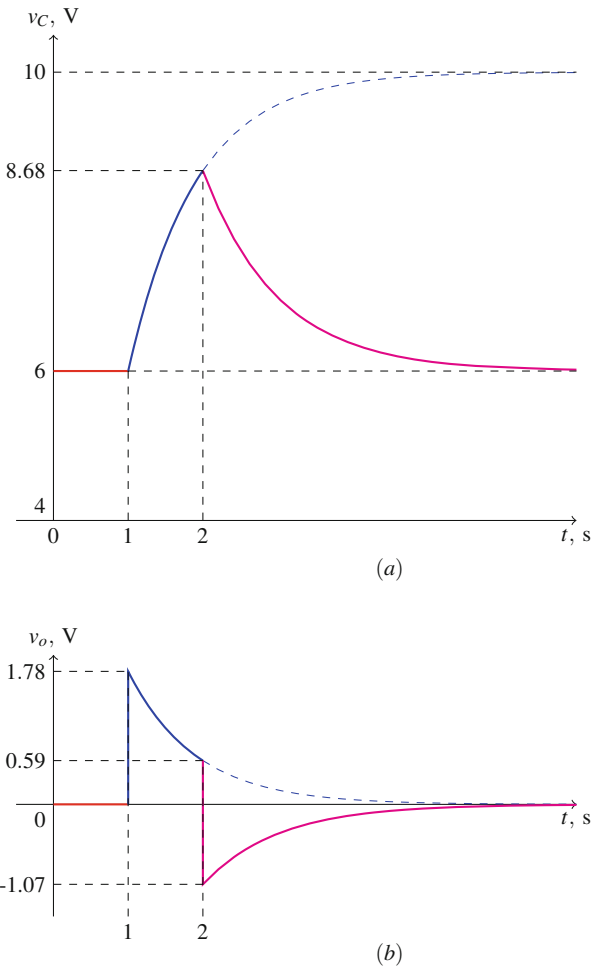 v_C, V
10
8.68
6
4
0 1 2 t, s
(a)
v_o, V
1.78
0.59
0 t, s
-1.07
1 2
(b)